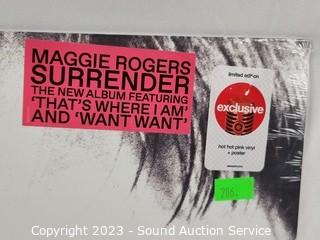 MAGGIE ROGERS
SURRENDER
THE NEW ALBUM FEATURING
'THAT'S WHERE I AM'
AND 'WANT WANT'
limited edition
exclusive
hot hot pink vinyl
+ poster
Copyright 2023 - Sound Auction Service